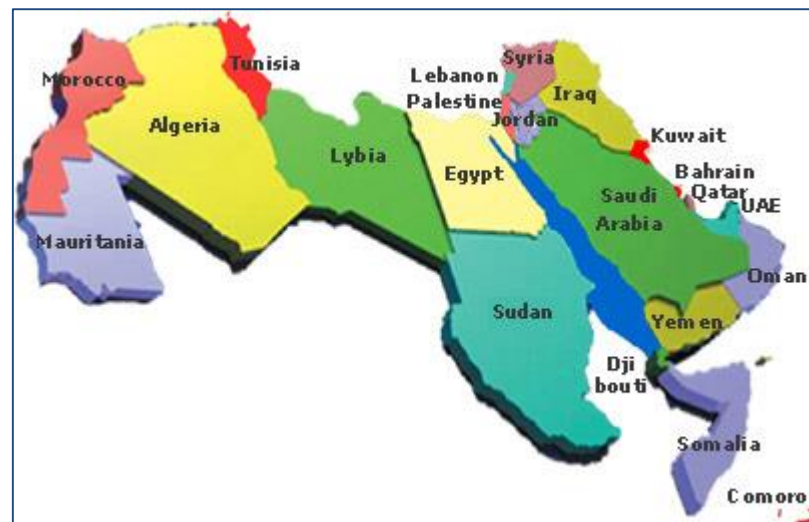 Morocco
Tunisia
Algeria
Lybia
Egypt
Mauritania
Sudan
Syria
Lebanon
Palestine
Jordan
Iraq
Kuwait
Bahrain
Qatar
UAE
Saudi
Arabia
Oman
Yemen
Dji
bouti
Somalia
Comoro